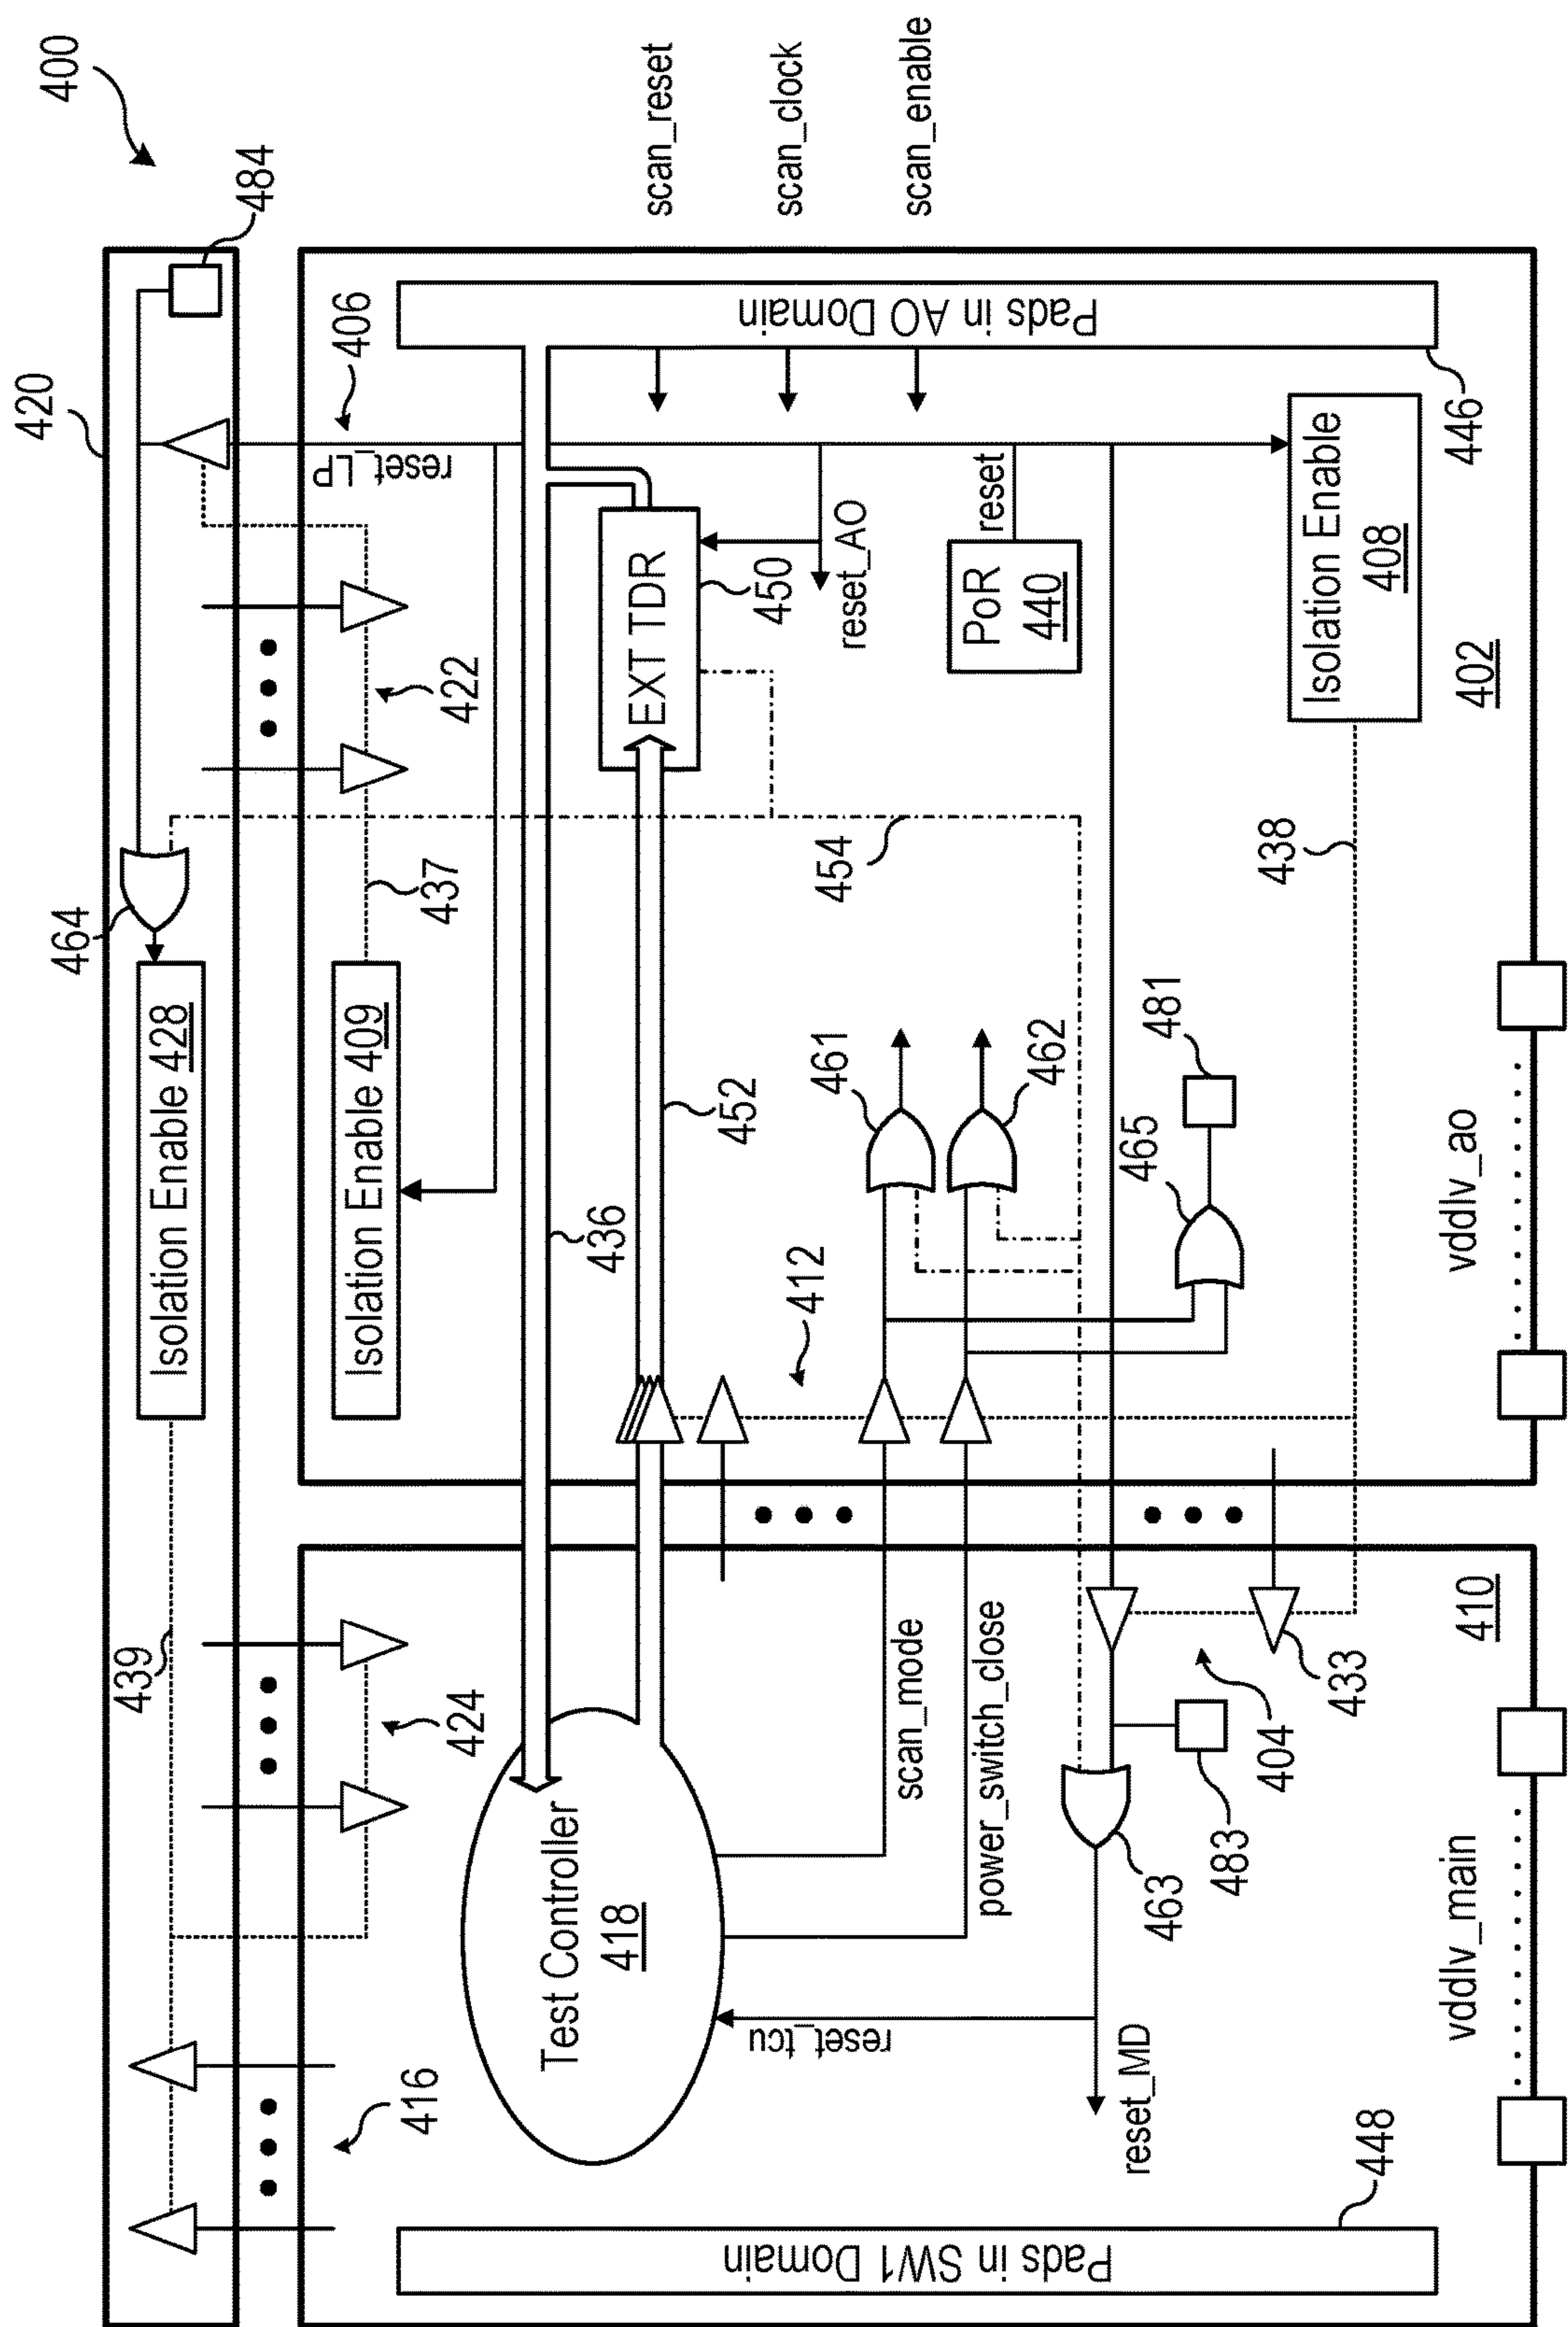 400
484
420
464
Isolation Enable 428
439
406
reset_LP
422
437
Isolation Enable 409
424
416
scan_reset
scan_clock
scan_enable
Pads in AO Domain
446
EXT TDR
450
reset_AO
reset
PoR
440
Isolation Enable
408
402
452
436
454
438
461
462
412
465
481
vddlv_ao
Test Controller
418
scan_mode
power_switch_close
reset_tcu
reset_MD
463
483
404
433
410
vddlv_main
448
Pads in SW1 Domain